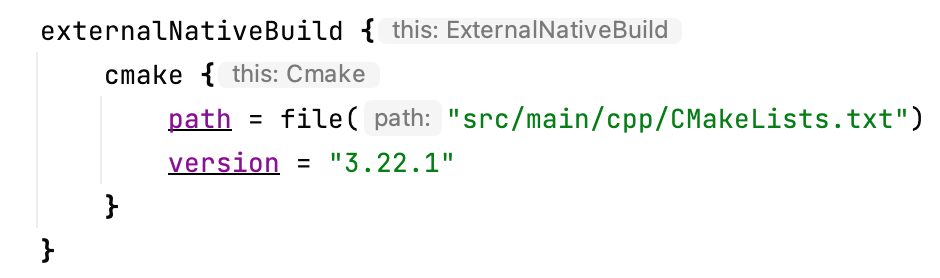 externalNativeBuild { this: ExternalNativeBuild
cmake { this: Cmake
path = file( path: "src/main/cpp/CMakeLists.txt")
version = "3.22.1"
}
}